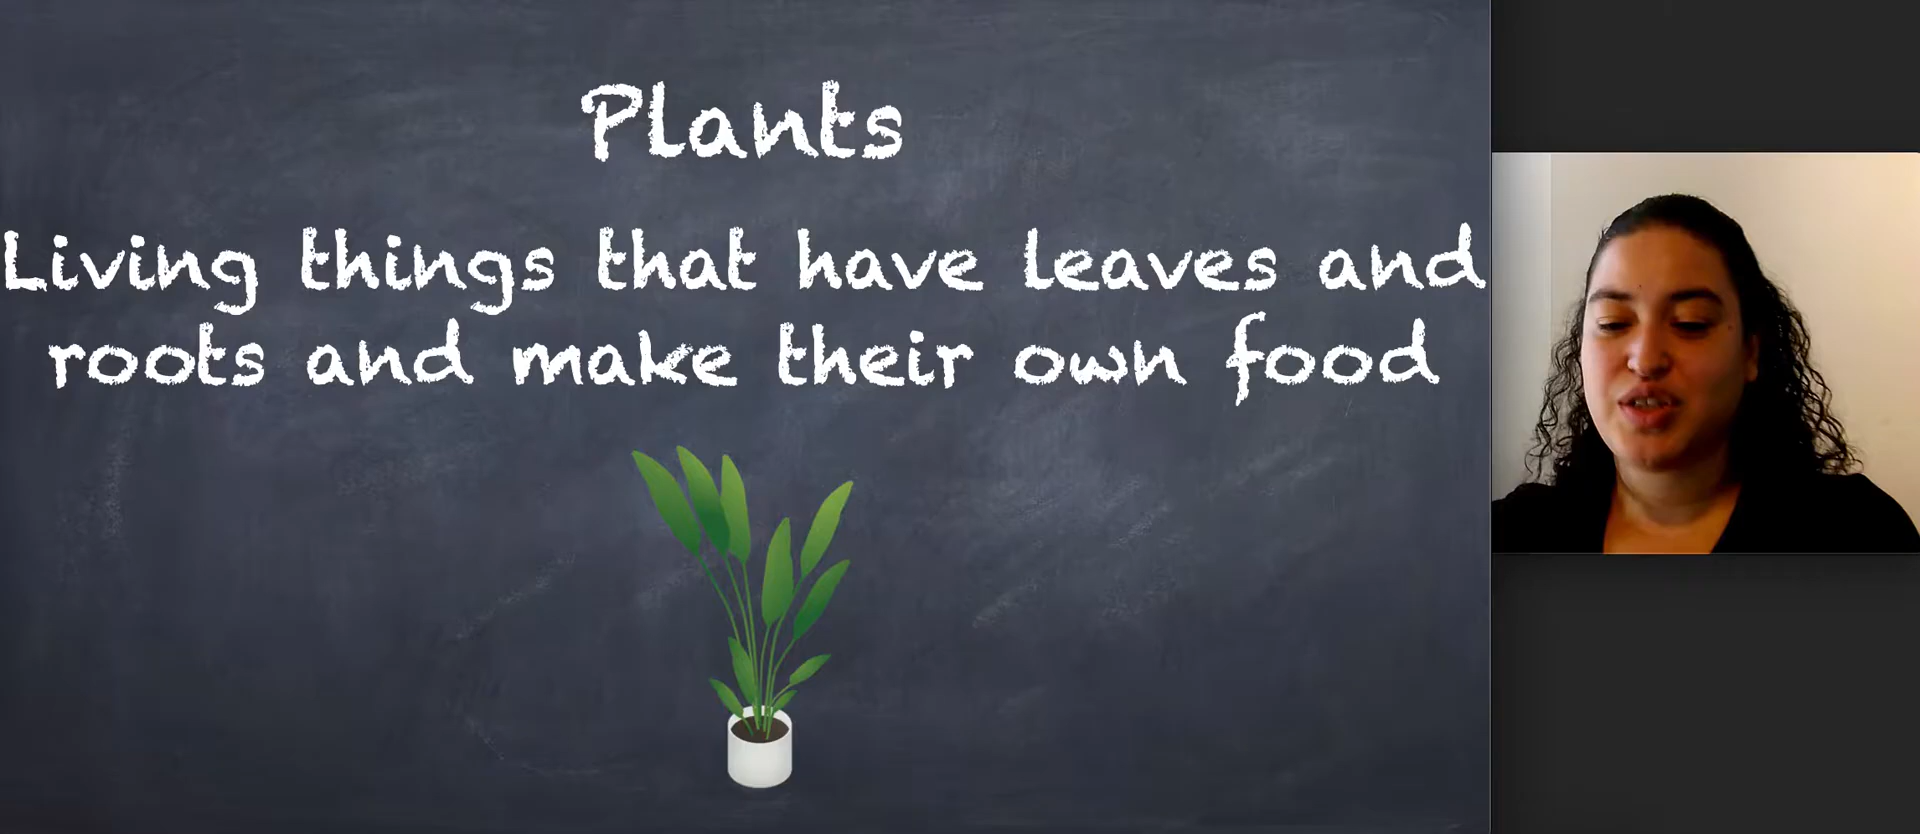 Plants
Living things that have leaves and
roots and make their own food